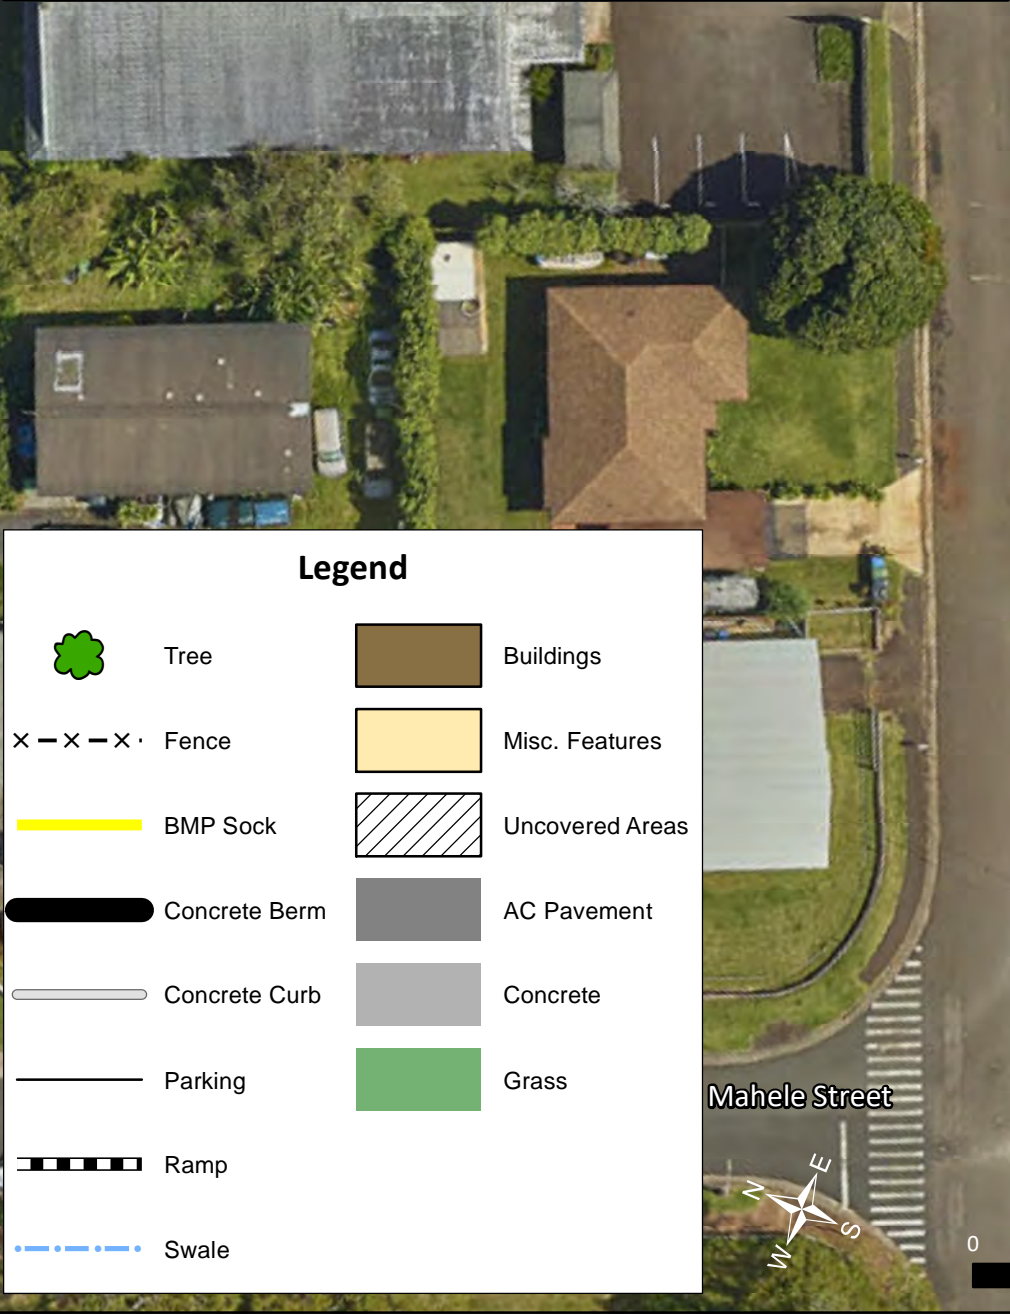 Legend
Tree
Fence
BMP Sock
Concrete Berm
Concrete Curb
Parking
Ramp
Swale
Buildings
Misc. Features
Uncovered Areas
AC Pavement
Concrete
Grass
Mahele Street
N
E
S
W
0